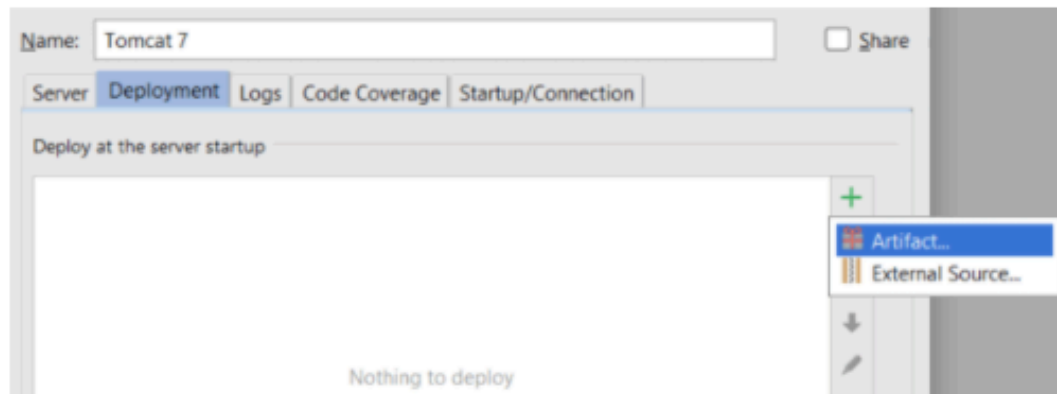 Name: Tomcat 7 Share
Server Deployment Logs Code Coverage Startup/Connection
Deploy at the server startup
Artifact...
External Source...
Nothing to deploy